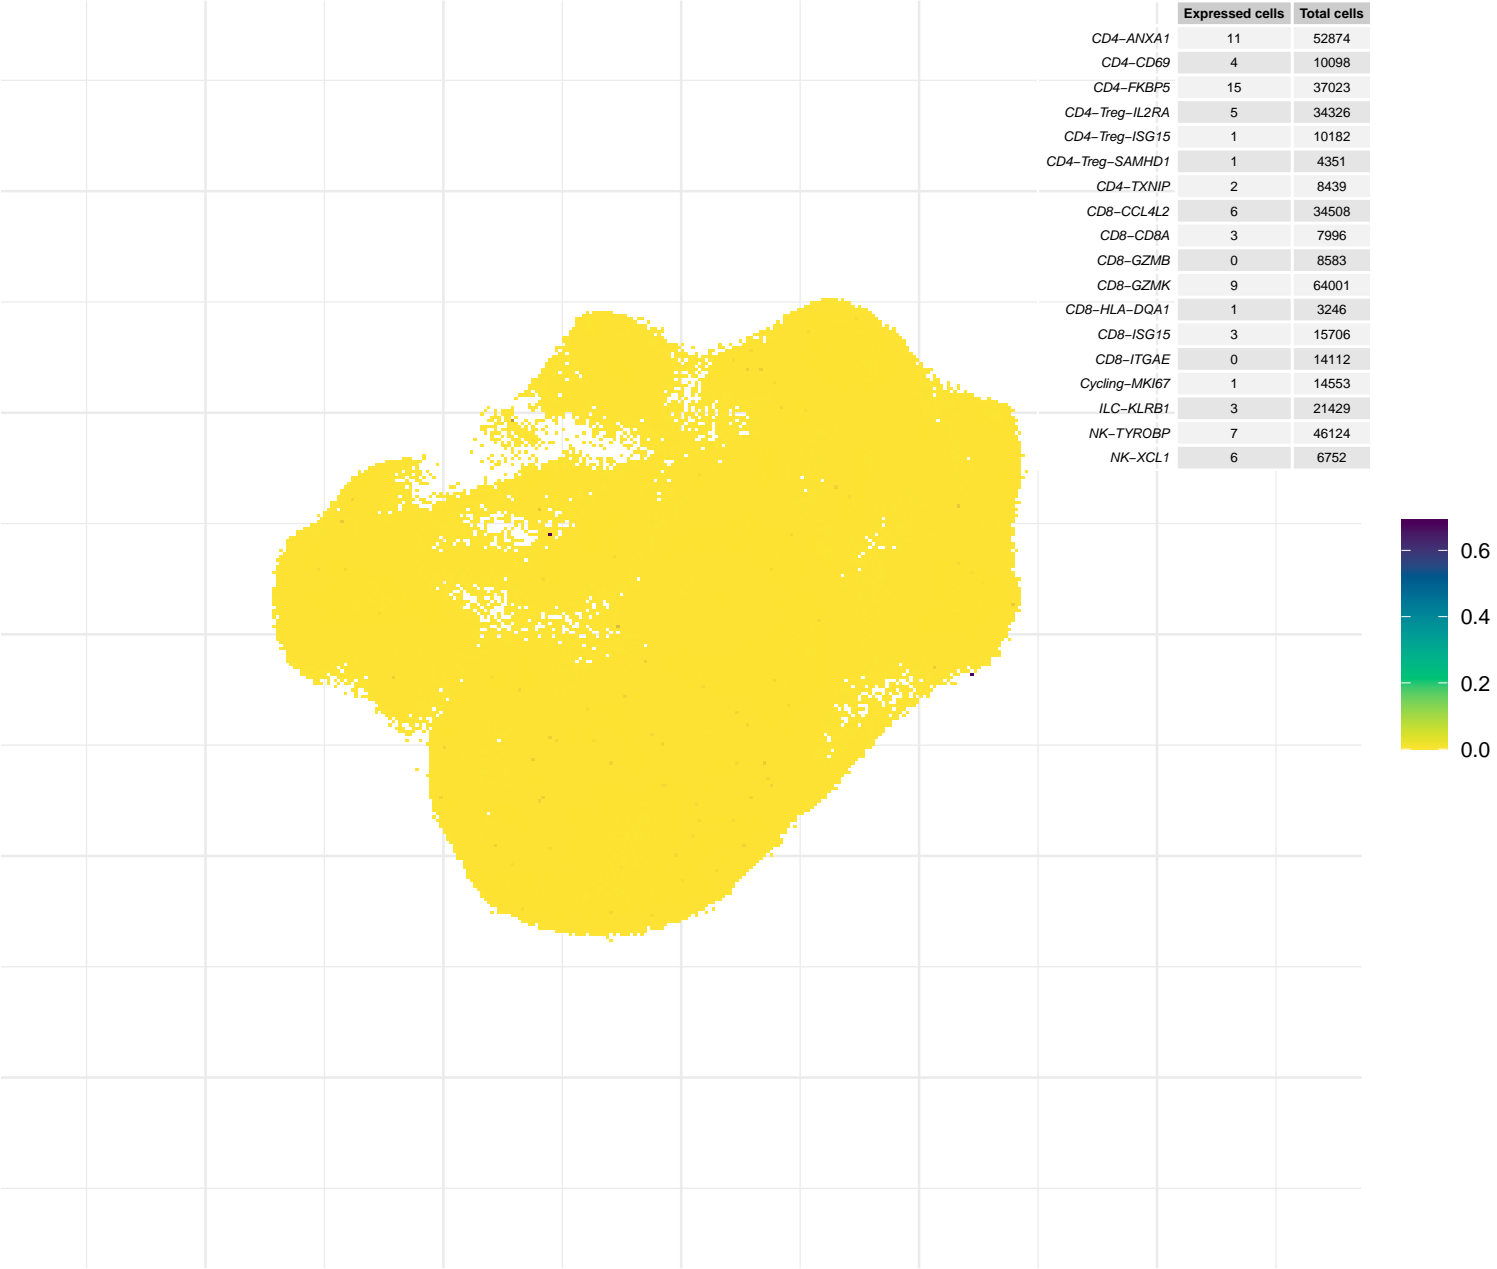 Expressed cells Total cells
CD4−ANXA1 11 52874
CD4−CD69 4 10098
CD4−FKBP5 15 37023
CD4−Treg−IL2RA 5 34326
CD4−Treg−ISG15 1 10182
CD4−Treg−SAMHD1 1 4351
CD4−TXNIP 2 8439
CD8−CCL4L2 6 34508
CD8−CD8A 3 7996
CD8−GZMB 0 8583
CD8−GZMK 9 64001
CD8−HLA−DQA1 1 3246
CD8−ISG15 3 15706
CD8−ITGAE 0 14112
Cycling−MKI67 1 14553
ILC−KLRB1 3 21429
NK−TYROBP 7 46124
NK−XCL1 6 6752
0.6
0.4
0.2
0.0